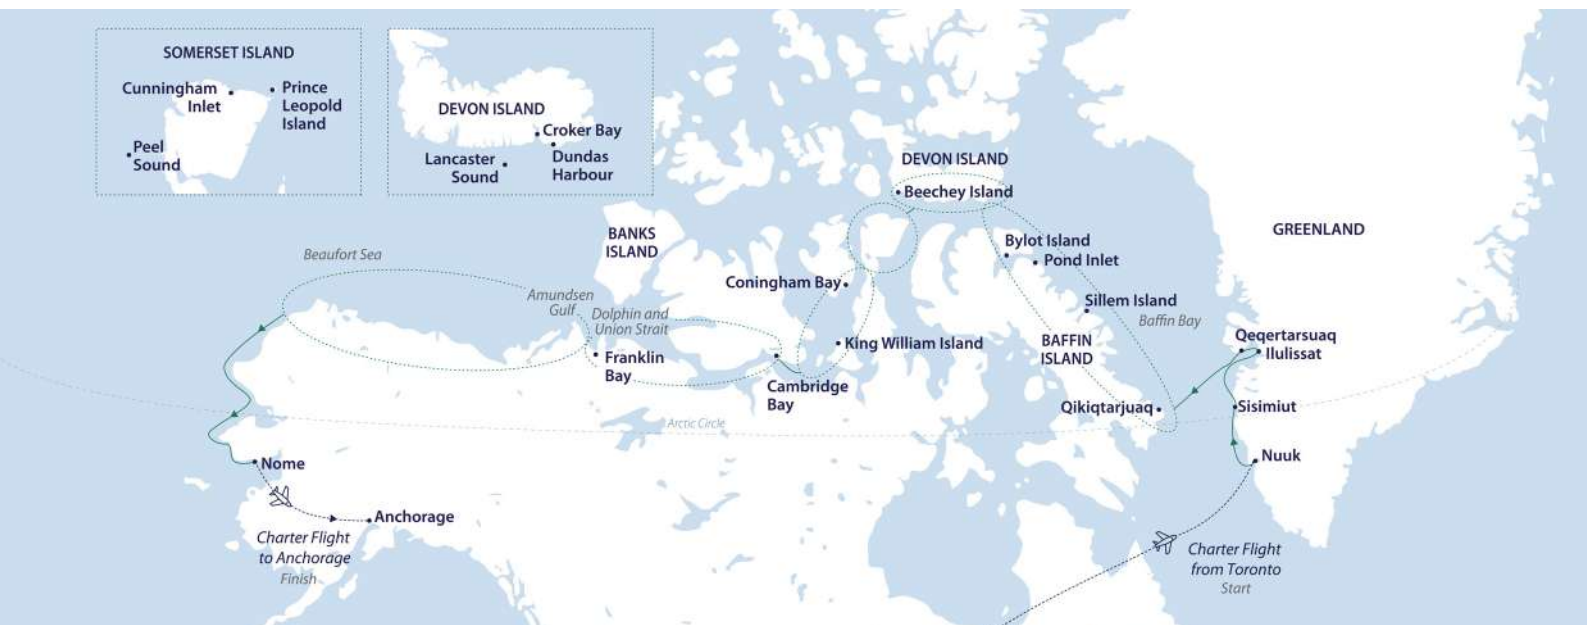 SOMERSET ISLAND
Cunningham
Inlet
Prince
Leopold
Island
Peel
Sound
DEVON ISLAND
Croker Bay
Lancaster
Sound
Dundas
Harbour
DEVON ISLAND
Beechey Island
BANKS
ISLAND
GREENLAND
Beaufort Sea
Bylot Island
Pond Inlet
Coningham Bay
Amundsen
Gulf
Dolphin and
Union Strait
Sillem Island
Baffin Bay
Franklin
Bay
King William Island
BAFFIN
ISLAND
Qeqertarsuaq
Ilulissat
Cambridge
Bay
Qikiqtarjuaq
Sisimiut
Arctic Circle
Nome
Nuuk
Anchorage
Charter Flight
to Anchorage
Finish
Charter Flight
from Toronto
Start